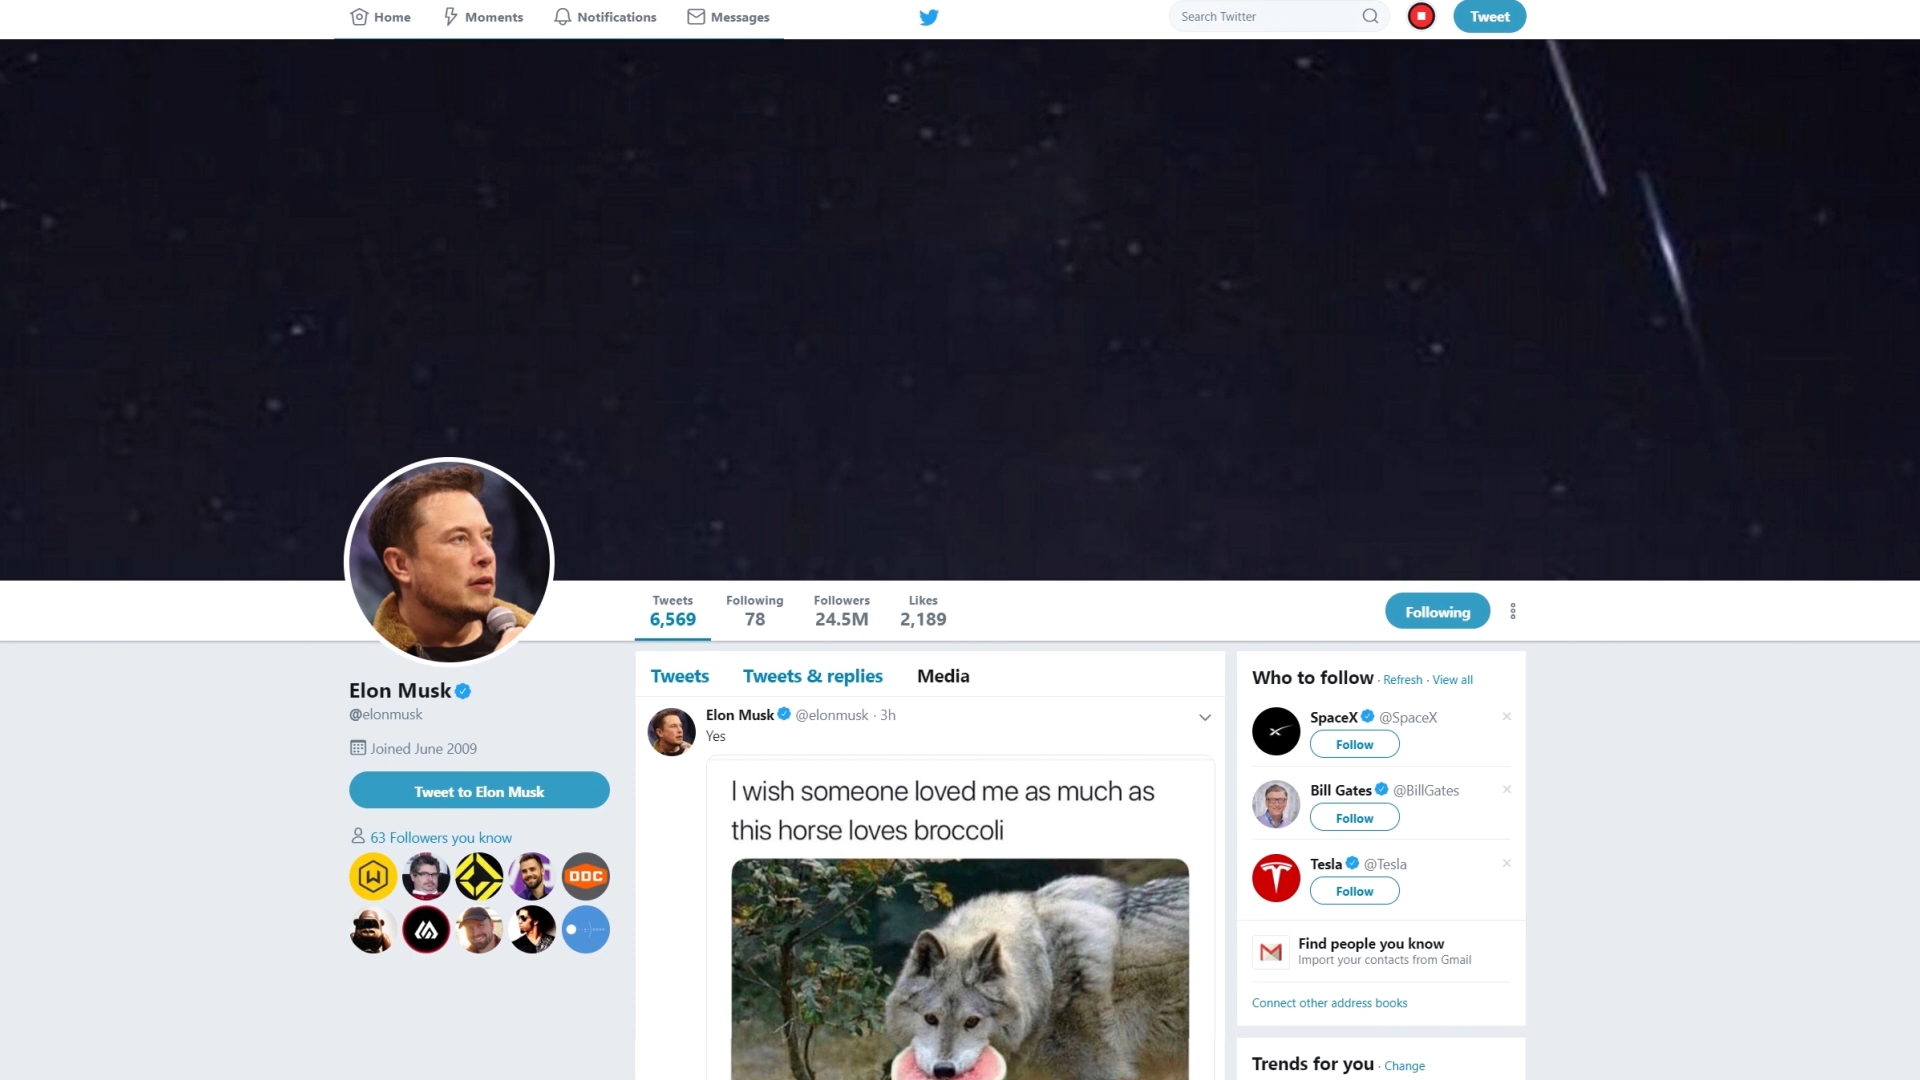 Home
Moments
Notifications
Messages
Search Twitter
Tweet
Tweets
6,569
Following
78
Followers
24.5M
Likes
2,189
Following
Elon Musk
@elonmusk
Joined June 2009
Tweet to Elon Musk
63 Followers you know
DDC
Tweets
Tweets & replies
Media
Elon Musk @elonmusk · 3h
Yes
I wish someone loved me as much as
this horse loves broccoli
Who to follow · Refresh · View all
SpaceX @SpaceX
Follow
Bill Gates @BillGates
Follow
Tesla @Tesla
Follow
Find people you know
Import your contacts from Gmail
Connect other address books
Trends for you · Change